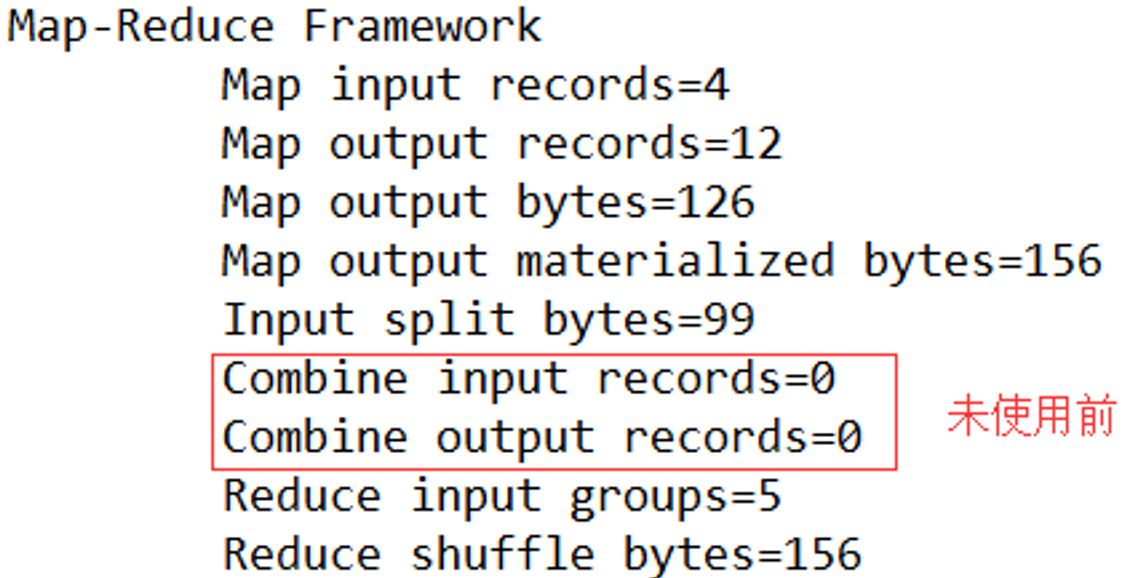 Map-Reduce Framework
Map input records=4
Map output records=12
Map output bytes=126
Map output materialized bytes=156
Input split bytes=99
Combine input records=0
Combine output records=0
未使用前
Reduce input groups=5
Reduce shuffle bytes=156